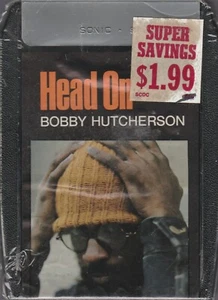 SUPER
SAVINGS
$1.99
Head On
BOBBY HUTCHERSON